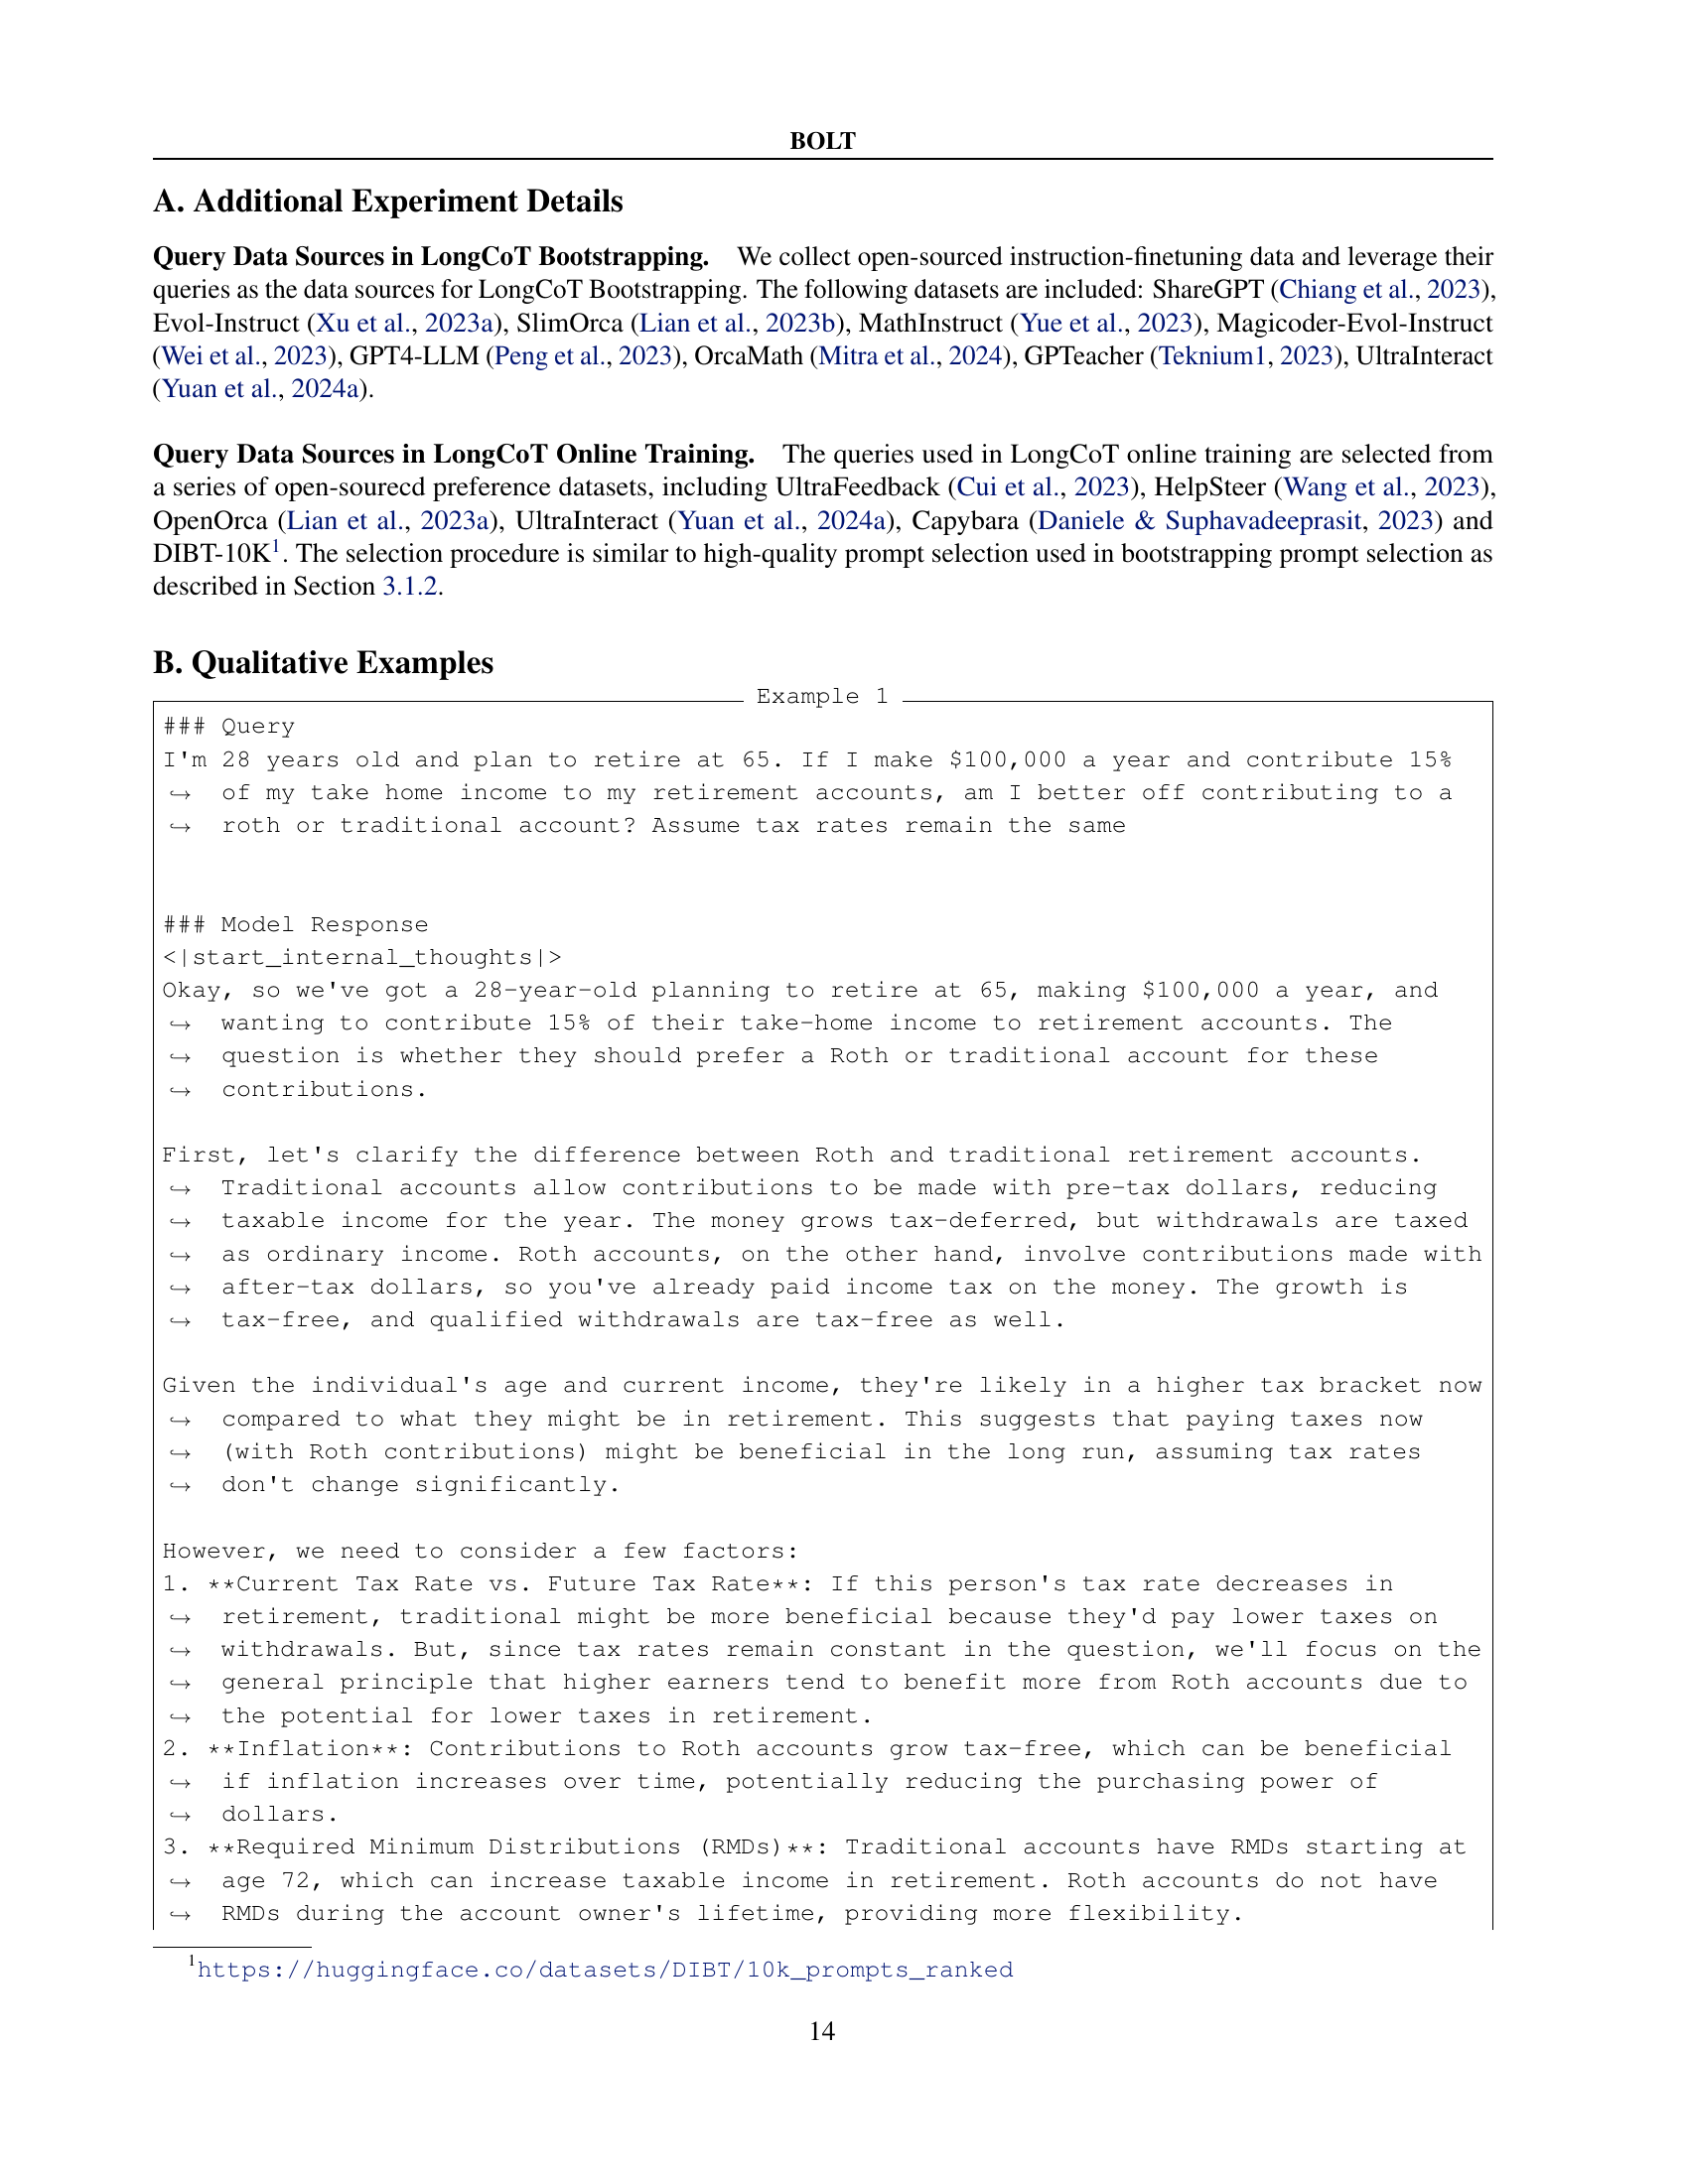 BOLT
A. Additional Experiment Details
Query Data Sources in LongCoT Bootstrapping. We collect open-sourced instruction-finetuning data and leverage their
queries as the data sources for LongCoT Bootstrapping. The following datasets are included: ShareGPT (Chiang et al., 2023),
Evol-Instruct (Xu et al., 2023a), SlimOrca (Lian et al., 2023b), MathInstruct (Yue et al., 2023), Magicoder-Evol-Instruct
(Wei et al., 2023), GPT4-LLM (Peng et al., 2023), OrcaMath (Mitra et al., 2024), GPTeacher (Teknium1, 2023), UltraInteract
(Yuan et al., 2024a).
Query Data Sources in LongCoT Online Training. The queries used in LongCoT online training are selected from
a series of open-sourecd preference datasets, including UltraFeedback (Cui et al., 2023), HelpSteer (Wang et al., 2023),
OpenOrca (Lian et al., 2023a), UltraInteract (Yuan et al., 2024a), Capybara (Daniele & Suphavadeeprasit, 2023) and
DIBT-10K1. The selection procedure is similar to high-quality prompt selection used in bootstrapping prompt selection as
described in Section 3.1.2.
B. Qualitative Examples
Example 1
### Query
I'm 28 years old and plan to retire at 65. If I make $100,000 a year and contribute 15%
↪ of my take home income to my retirement accounts, am I better off contributing to a
↪ roth or traditional account? Assume tax rates remain the same
### Model Response
<|start_internal_thoughts|>
Okay, so we've got a 28-year-old planning to retire at 65, making $100,000 a year, and
↪ wanting to contribute 15% of their take-home income to retirement accounts. The
↪ question is whether they should prefer a Roth or traditional account for these
↪ contributions.
First, let's clarify the difference between Roth and traditional retirement accounts.
↪ Traditional accounts allow contributions to be made with pre-tax dollars, reducing
↪ taxable income for the year. The money grows tax-deferred, but withdrawals are taxed
↪ as ordinary income. Roth accounts, on the other hand, involve contributions made with
↪ after-tax dollars, so you've already paid income tax on the money. The growth is
↪ tax-free, and qualified withdrawals are tax-free as well.
Given the individual's age and current income, they're likely in a higher tax bracket now
↪ compared to what they might be in retirement. This suggests that paying taxes now
↪ (with Roth contributions) might be beneficial in the long run, assuming tax rates
↪ don't change significantly.
However, we need to consider a few factors:
1. **Current Tax Rate vs. Future Tax Rate**: If this person's tax rate decreases in
↪ retirement, traditional might be more beneficial because they'd pay lower taxes on
↪ withdrawals. But, since tax rates remain constant in the question, we'll focus on the
↪ general principle that higher earners tend to benefit more from Roth accounts due to
↪ the potential for lower taxes in retirement.
2. **Inflation**: Contributions to Roth accounts grow tax-free, which can be beneficial
↪ if inflation increases over time, potentially reducing the purchasing power of
↪ dollars.
3. **Required Minimum Distributions (RMDs)**: Traditional accounts have RMDs starting at
↪ age 72, which can increase taxable income in retirement. Roth accounts do not have
↪ RMDs during the account owner's lifetime, providing more flexibility.
1https://huggingface.co/datasets/DIBT/10k_prompts_ranked
14